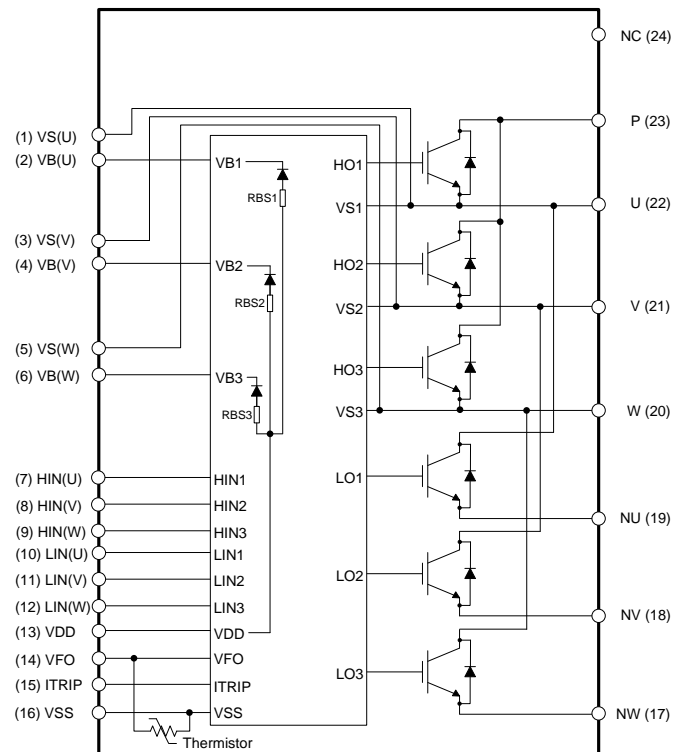 NC (24)
(1) VS(U)
(2) VB(U)
(3) VS(V)
(4) VB(V)
(5) VS(W)
(6) VB(W)
(7) HIN(U)
(8) HIN(V)
(9) HIN(W)
(10) LIN(U)
(11) LIN(V)
(12) LIN(W)
(13) VDD
(14) VFO
(15) ITRIP
(16) VSS
Thermistor
VB1
RBS1
VB2
RBS2
VB3
RBS3
HIN1
HIN2
HIN3
LIN1
LIN2
LIN3
VDD
VFO
ITRIP
VSS
HO1
VS1
HO2
VS2
HO3
VS3
LO1
LO2
LO3
P (23)
U (22)
V (21)
W (20)
NU (19)
NV (18)
NW (17)